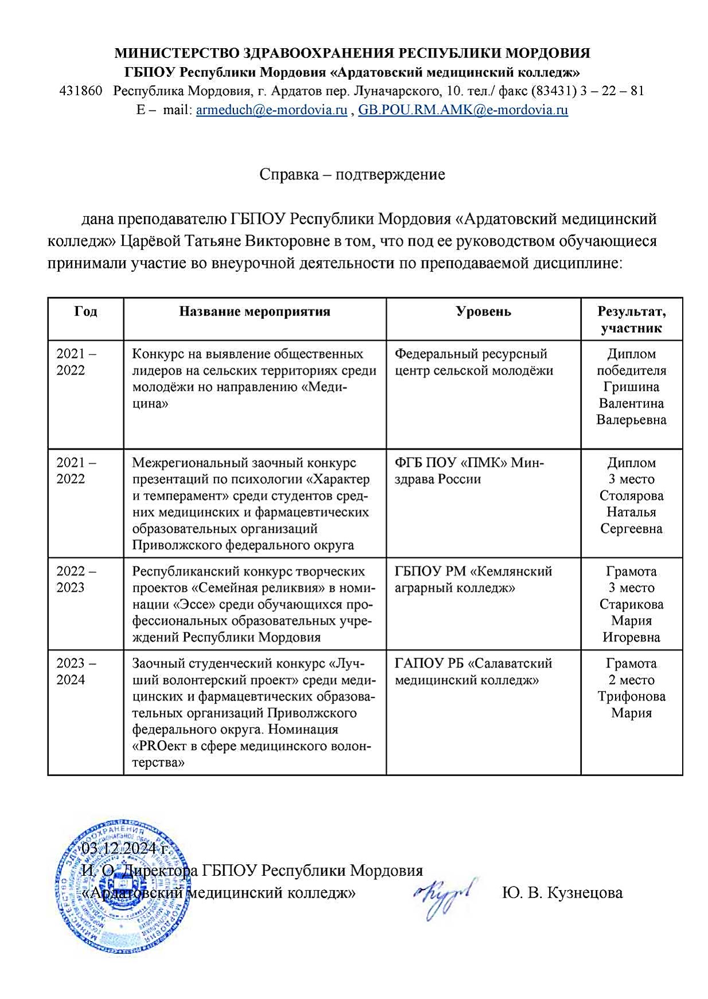 МИНИСТЕРСТВО ЗДРАВООХРАНЕНИЯ РЕСПУБЛИКИ МОРДОВИЯ
ГБПОУ Республики Мордовия «Ардатовский медицинский колледж»
431860 Республика Мордовия, г. Ардатов пер. Луначарского, 10. тел./ факс (83431) 3 – 22 – 81
E – mail: armeduch@e-mordovia.ru , GB.POU.RM.AMK@e-mordovia.ru
Справка – подтверждение
дана преподавателю ГБПОУ Республики Мордовия «Ардатовский медицинский
колледж» Царёвой Татьяне Викторовне в том, что под ее руководством обучающиеся
принимали участие во внеурочной деятельности по преподаваемой дисциплине:
Год
Название мероприятия
Уровень
Результат,
участник
2021 –
2022
Конкурс на выявление общественных
лидеров на сельских территориях среди
молодёжи но направлению «Меди-
цина»
Федеральный ресурсный
центр сельской молодёжи
Диплом
победителя
Гришина
Валентина
Валерьевна
2021 –
2022
Межрегиональный заочный конкурс
презентаций по психологии «Характер
и темперамент» среди студентов сред-
них медицинских и фармацевтических
образовательных организаций
Приволжского федерального округа
ФГБ ПОУ «ПМК» Мин-
здрава России
Диплом
3 место
Столярова
Наталья
Сергеевна
2022 –
2023
Республиканский конкурс творческих
проектов «Семейная реликвия» в номи-
нации «Эссе» среди обучающихся про-
фессиональных образовательных учре-
ждений Республики Мордовия
ГБПОУ РМ «Кемлянский
аграрный колледж»
Грамота
3 место
Старикова
Мария
Игоревна
2023 –
2024
Заочный студенческий конкурс «Луч-
ший волонтерский проект» среди меди-
цинских и фармацевтических образова-
тельных организаций Приволжского
федерального округа. Номинация
«PROект в сфере медицинского волон-
терства»
ГАПОУ РБ «Салаватский
медицинский колледж»
Грамота
2 место
Трифонова
Мария
03.12.2024 г.
И. О. Директора ГБПОУ Республики Мордовия
«Ардатовский медицинский колледж»
Ю. В. Кузнецова
МИНИСТЕРСТВО ЗДРАВООХРАНЕНИЯ РЕСПУБЛИКИ МОРДОВИЯ